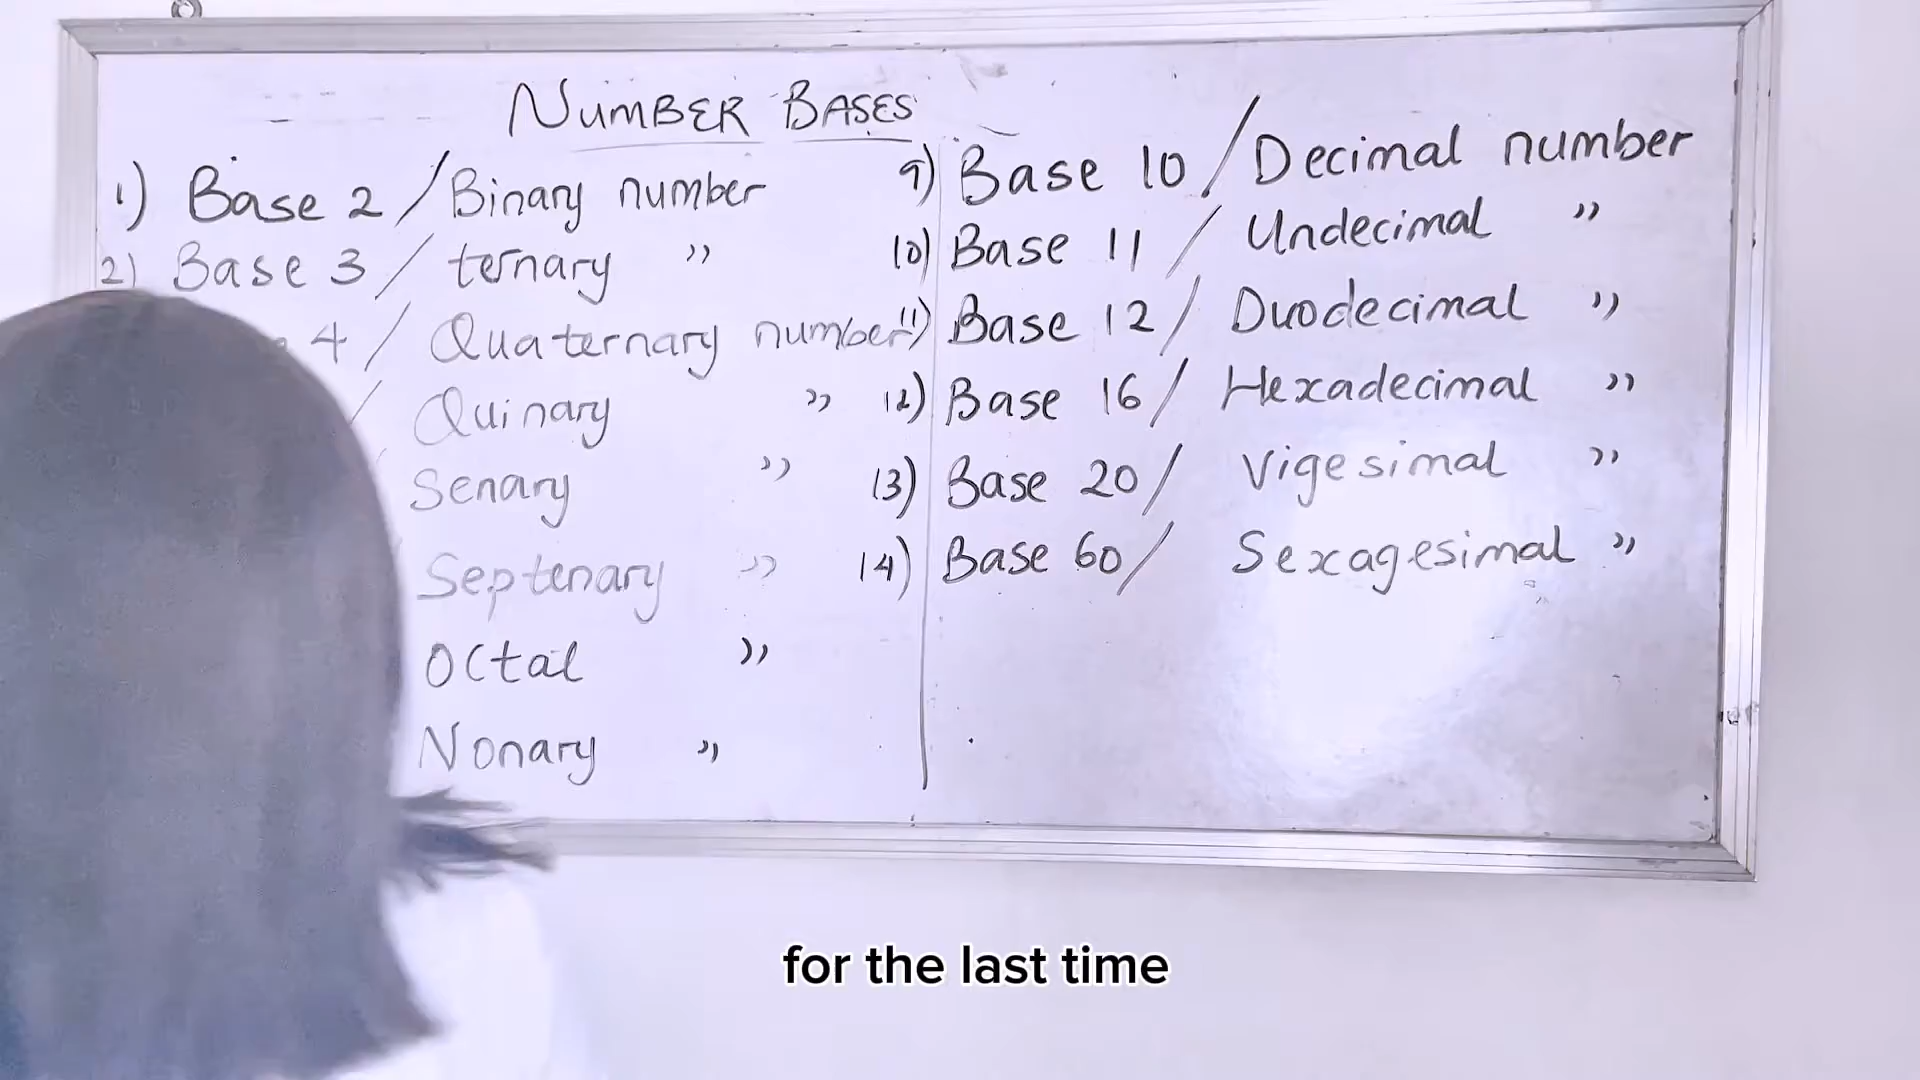 NUMBER BASES
1) Base 2 / Binary number
2) Base 3 / ternary "
4 / Quaternary number
/ Quinary "
Senary "
Septenary "
Octal "
Nonary "
9) Base 10 / Decimal number
10) Base 11 / Undecimal "
11) Base 12 / Duodecimal "
12) Base 16 / Hexadecimal "
13) Base 20 / Vigesimal "
14) Base 60 / Sexagesimal "
for the last time